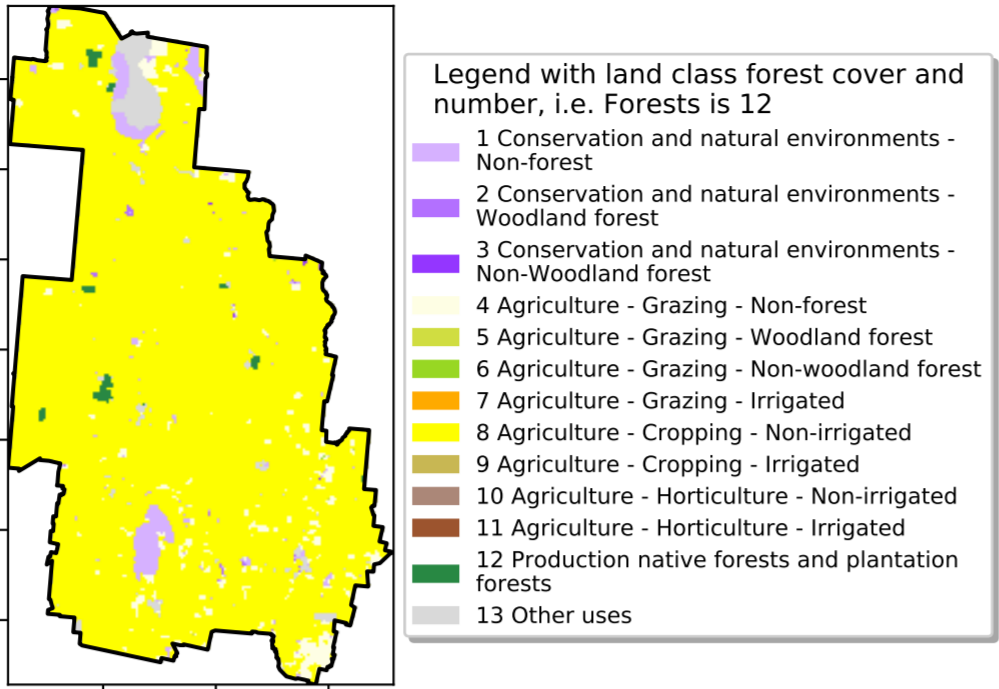 Legend with land class forest cover and
number, i.e. Forests is 12
1 Conservation and natural environments -
Non-forest
2 Conservation and natural environments -
Woodland forest
3 Conservation and natural environments -
Non-Woodland forest
4 Agriculture - Grazing - Non-forest
5 Agriculture - Grazing - Woodland forest
6 Agriculture - Grazing - Non-woodland forest
7 Agriculture - Grazing - Irrigated
8 Agriculture - Cropping - Non-irrigated
9 Agriculture - Cropping - Irrigated
10 Agriculture - Horticulture - Non-irrigated
11 Agriculture - Horticulture - Irrigated
12 Production native forests and plantation
forests
13 Other uses